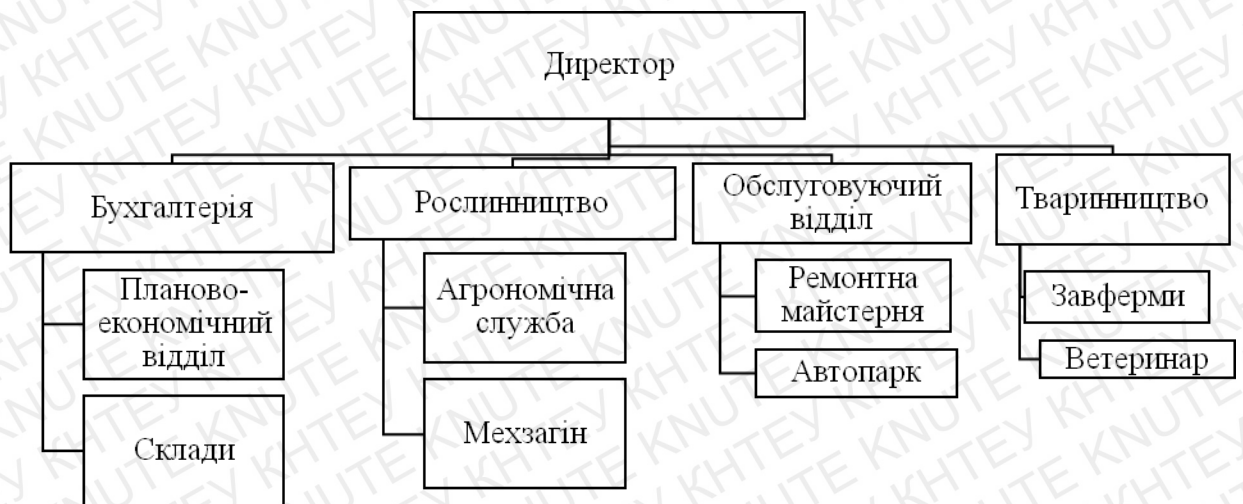 Директор
Бухгалтерія
Рослинництво
Обслуговуючий
відділ
Тваринництво
Планово-
економічний
відділ
Агрономічна
служба
Ремонтна
майстерня
Завферми
Склади
Мехзагін
Автопарк
Ветеринар